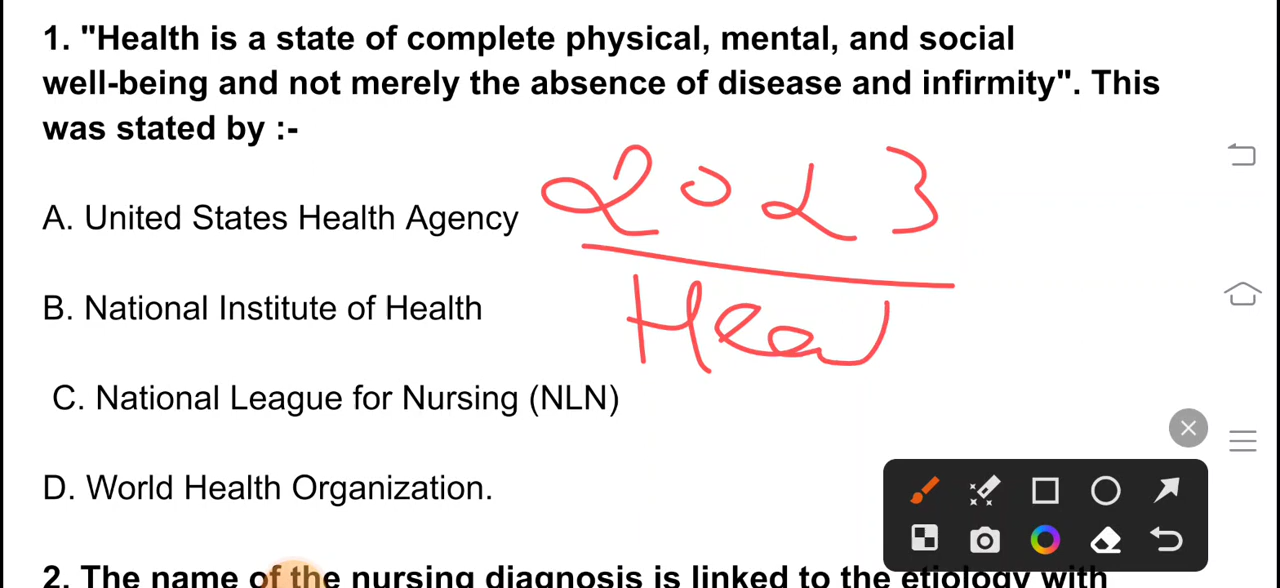 1. "Health is a state of complete physical, mental, and social
well-being and not merely the absence of disease and infirmity". This
was stated by :-
2023
A. United States Health Agency
Heal
B. National Institute of Health
C. National League for Nursing (NLN)
D. World Health Organization.
2. The name of the nursing diagnosis is linked to the etiology with